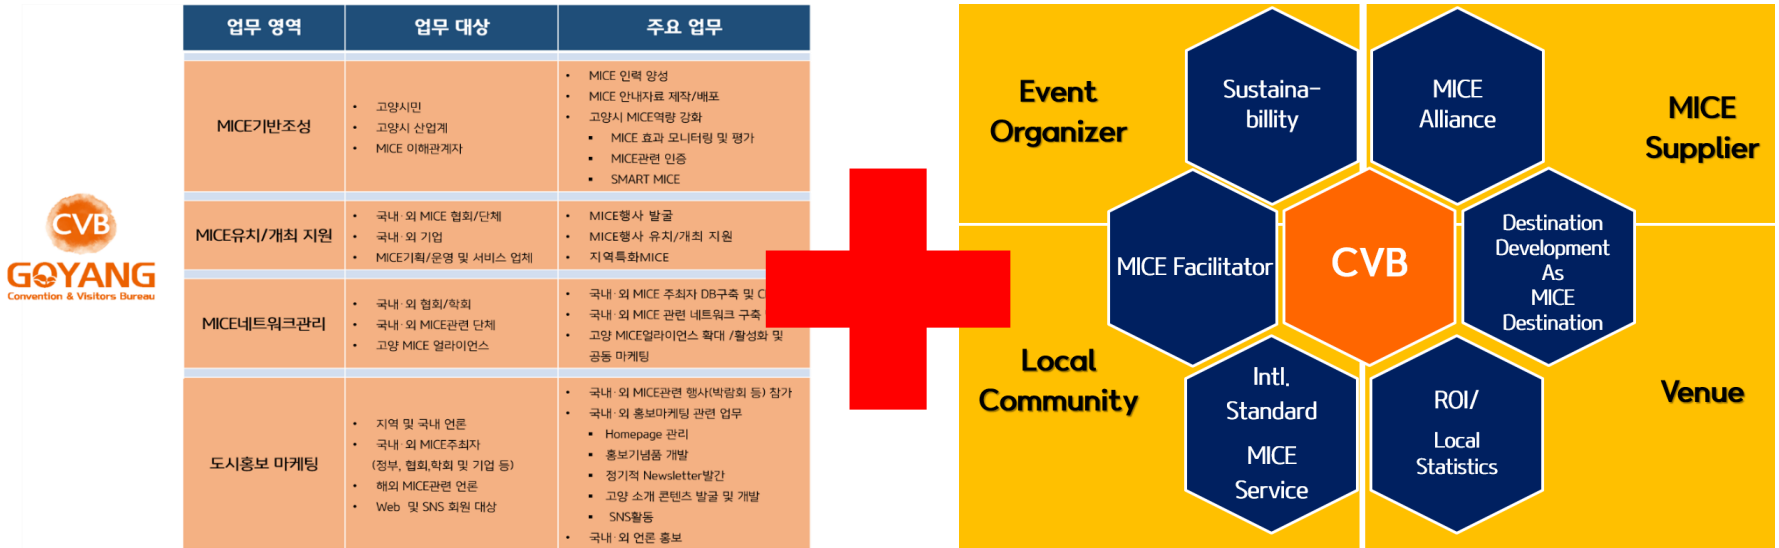 CVB
GOYANG
Convention & Visitors Bureau
업무 영역
업무 대상
주요 업무
MICE기반조성
• 고양시민
• 고양시 산업계
• MICE 이해관계자
• MICE 인력 양성
• MICE 안내자료 제작/배포
• 고양시 MICE역량 강화
▪ MICE 효과 모니터링 및 평가
▪ MICE관련 인증
▪ SMART MICE
MICE유치/개최 지원
• 국내·외 MICE 협회/단체
• 국내·외 기업
• MICE기획/운영 및 서비스 업체
• MICE행사 발굴
• MICE행사 유치/개최 지원
• 지역특화MICE
MICE네트워크관리
• 국내·외 협회/학회
• 국내·외 MICE관련 단체
• 고양 MICE 얼라이언스
• 국내·외 MICE 주최자 DB구축 및
• 국내·외 MICE 관련 네트워크 구축
• 고양 MICE얼라이언스 확대 /활성화 및
공동 마케팅
도시홍보 마케팅
• 지역 및 국내 언론
• 국내·외 MICE주최자
(정부, 협회,학회 및 기업 등)
• 해외 MICE관련 언론
• Web 및 SNS 회원 대상
• 국내·외 MICE관련 행사(박람회 등) 참가
• 국내·외 홍보마케팅 관련 업무
▪ Homepage 관리
▪ 홍보기념품 개발
▪ 정기적 Newsletter발간
▪ 고양 소개 콘텐츠 발굴 및 개발
▪ SNS활동
• 국내·외 언론 홍보
Event
Organizer
Sustaina-
billity
MICE
Alliance
MICE
Supplier
MICE Facilitator
CVB
Destination
Development
As
MICE
Destination
Local
Community
Intl.
Standard
MICE
Service
ROI/
Local
Statistics
Venue